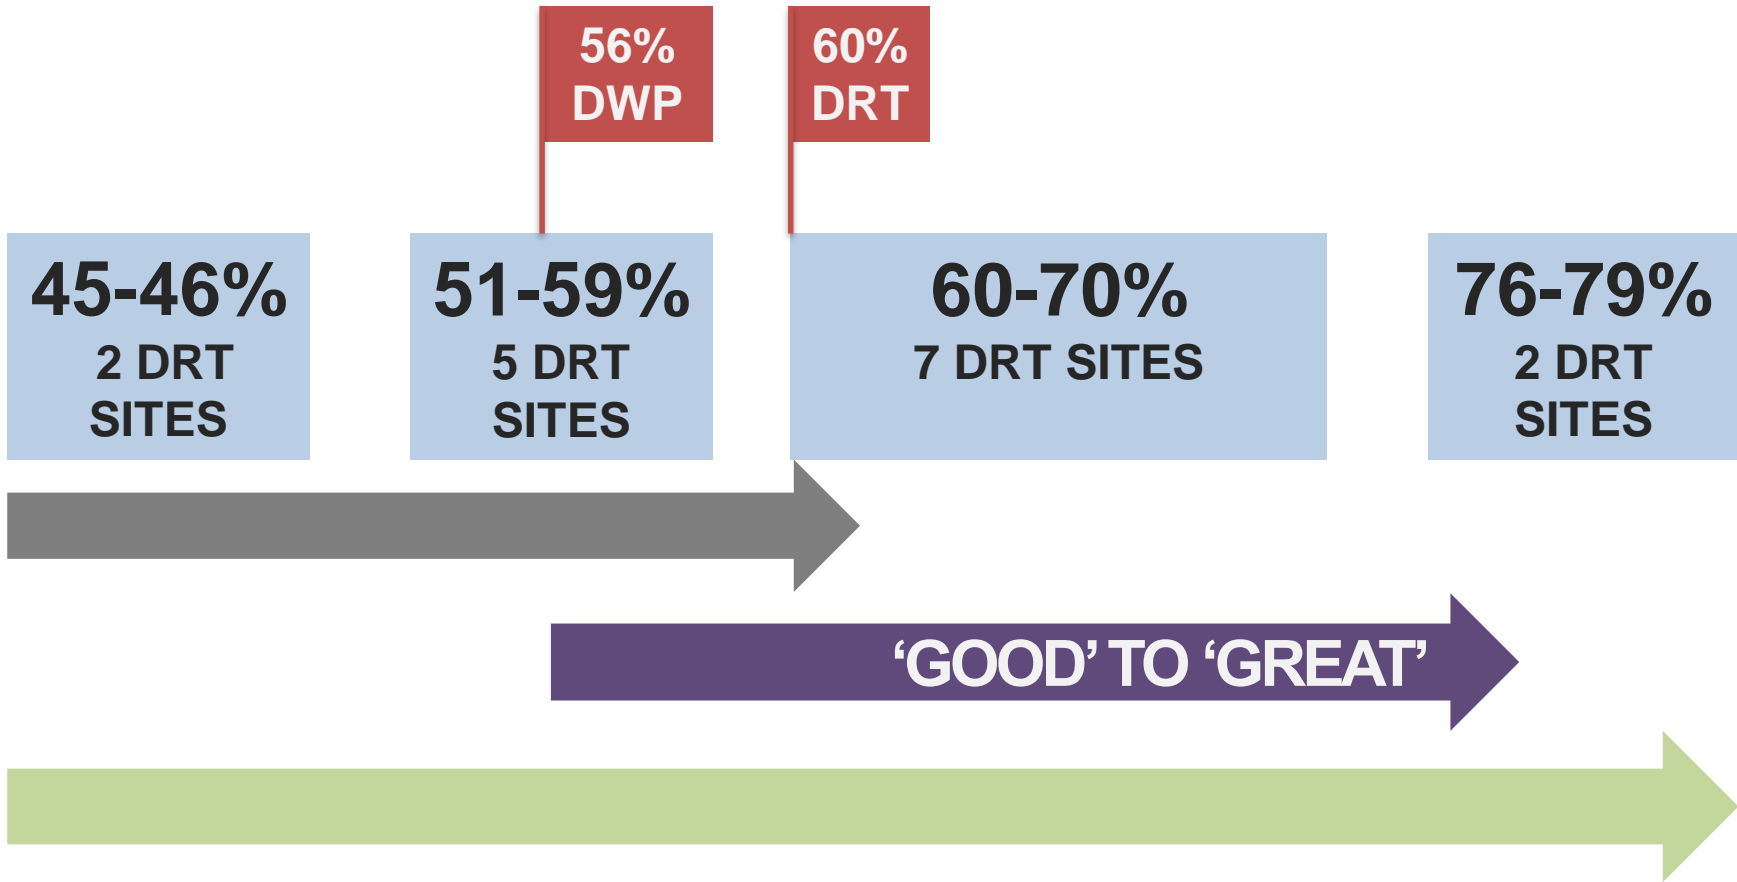 56%
DWP
60%
DRT
45-46%
2 DRT
SITES
51-59%
5 DRT
SITES
60-70%
7 DRT SITES
76-79%
2 DRT
SITES
‘GOOD’ TO ‘GREAT’